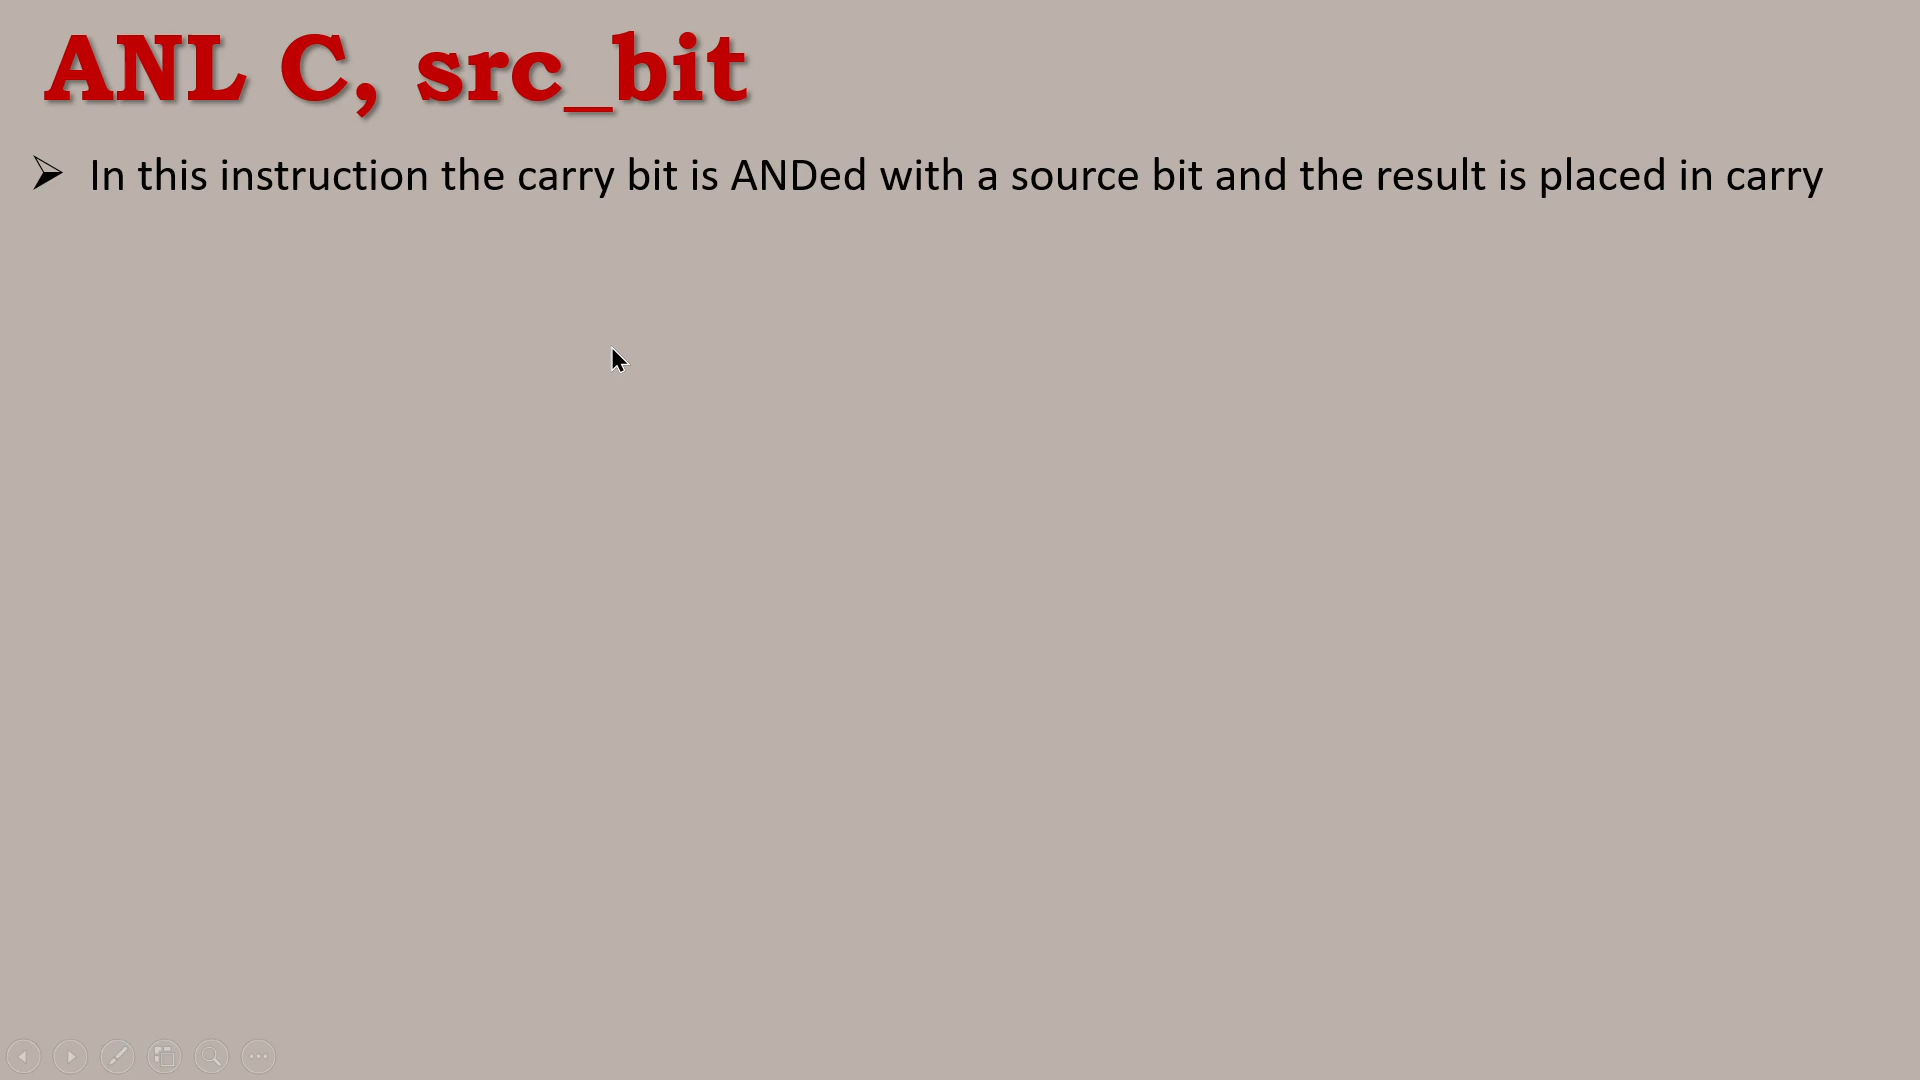 ANL C, src_bit
In this instruction the carry bit is ANDed with a source bit and the result is placed in carry